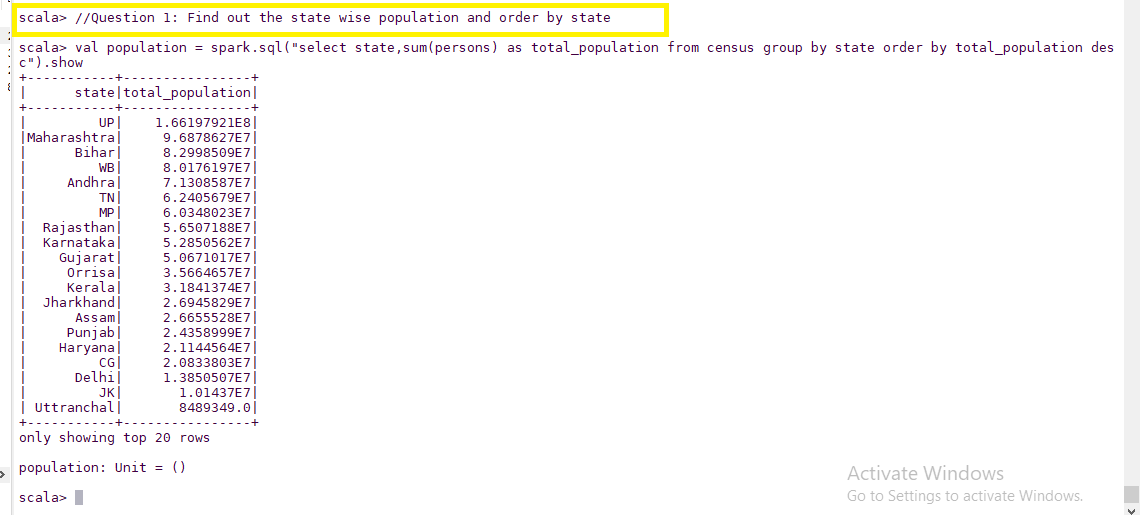 scala> //Question 1: Find out the state wise population and order by state
scala> val population = spark.sql("select state,sum(persons) as total_population from census group by state order by total_population des
c").show
+-----------+----------------+
|      state|total_population|
+-----------+----------------+
|         UP|    1.66197921E8|
|Maharashtra|     9.6878627E7|
|      Bihar|     8.2998509E7|
|         WB|     8.0176197E7|
|     Andhra|     7.1308587E7|
|         TN|     6.2405679E7|
|         MP|     6.0348023E7|
|  Rajasthan|     5.6507188E7|
|  Karnataka|     5.2850562E7|
|    Gujarat|     5.0671017E7|
|     Orrisa|     3.5664657E7|
|     Kerala|     3.1841374E7|
|  Jharkhand|     2.6945829E7|
|      Assam|     2.6655528E7|
|     Punjab|     2.4358999E7|
|    Haryana|     2.1144564E7|
|         CG|     2.0833803E7|
|      Delhi|     1.3850507E7|
|         JK|       1.01437E7|
| Uttranchal|       8489349.0|
+-----------+----------------+
only showing top 20 rows
population: Unit = ()
scala>
Activate Windows
Go to Settings to activate Windows.